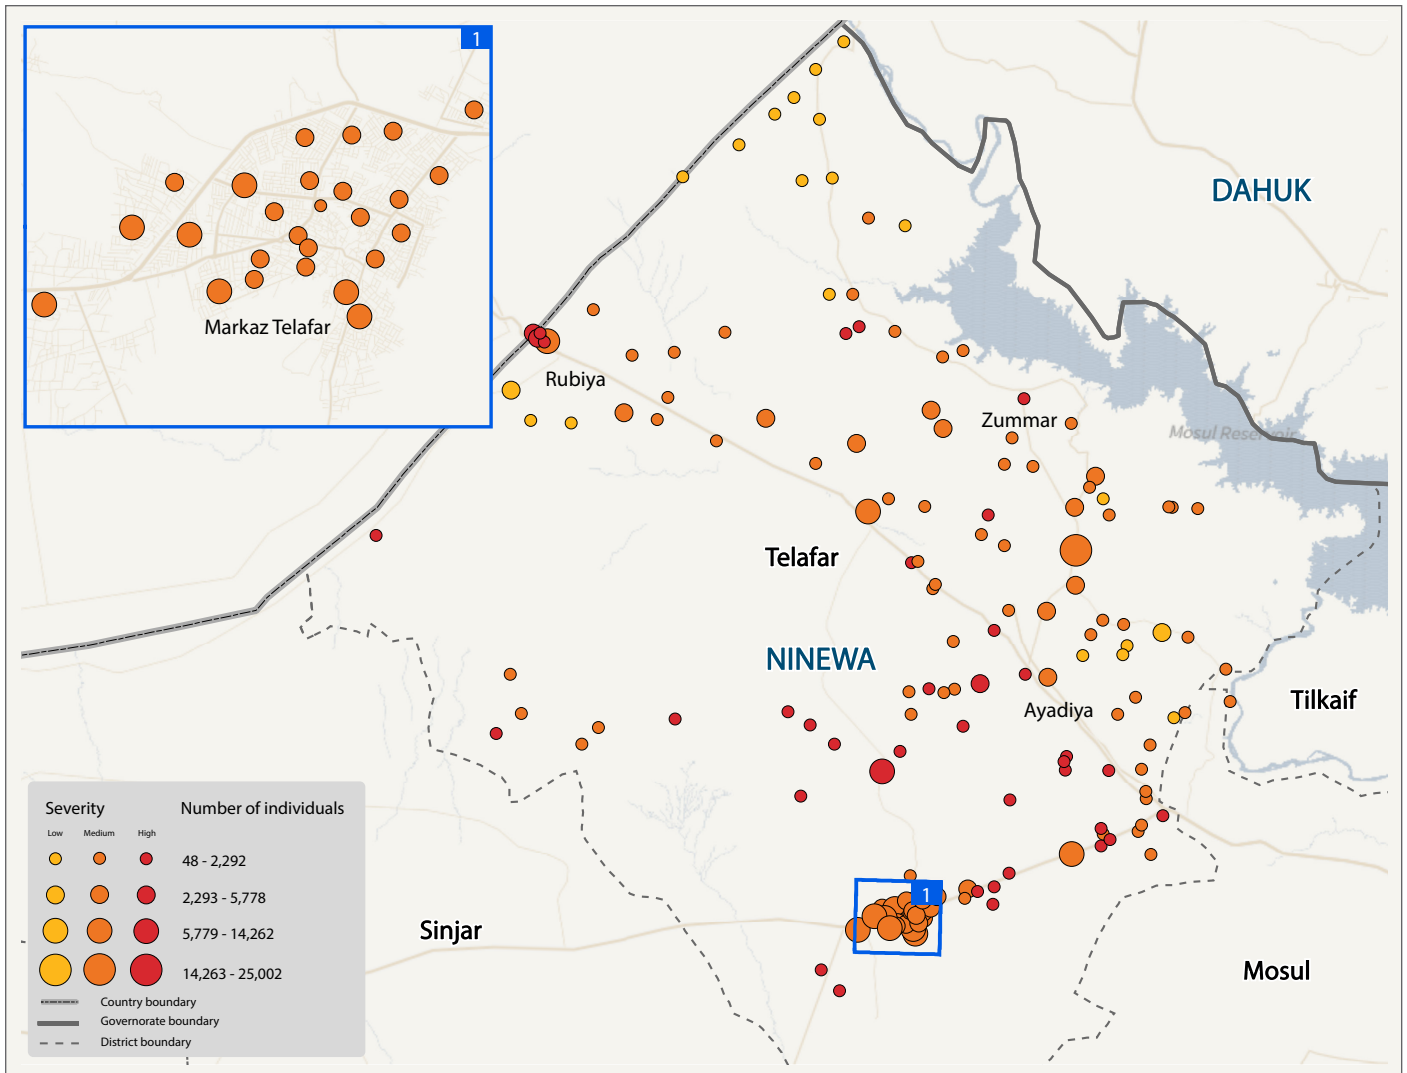 1
DAHUK
Markaz Telafar
Rubiya
Zummar
Mosul Reservoir
Telafar
NINEWA
Tilkaif
Ayadiya
1
Sinjar
Mosul
Severity Number of individuals
Low Medium High
48 - 2,292
2,293 - 5,778
5,779 - 14,262
14,263 - 25,002
Country boundary
Governorate boundary
District boundary